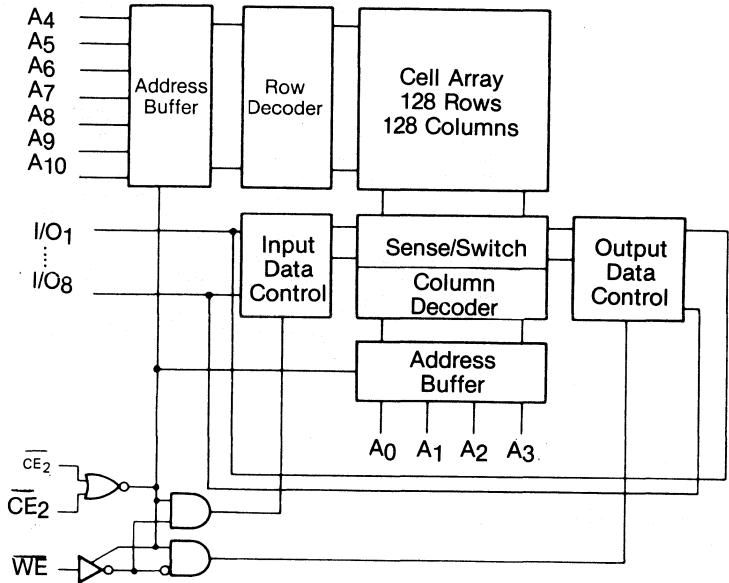 A4
A5
A6
A7
A8
A9
A10
Address
Buffer
Row
Decoder
Cell Array
128 Rows
128 Columns
I/O1
I/O8
Input
Data
Control
Sense/Switch
Column
Decoder
Output
Data
Control
Address
Buffer
A0 A1 A2 A3
CE2
CE2
WE